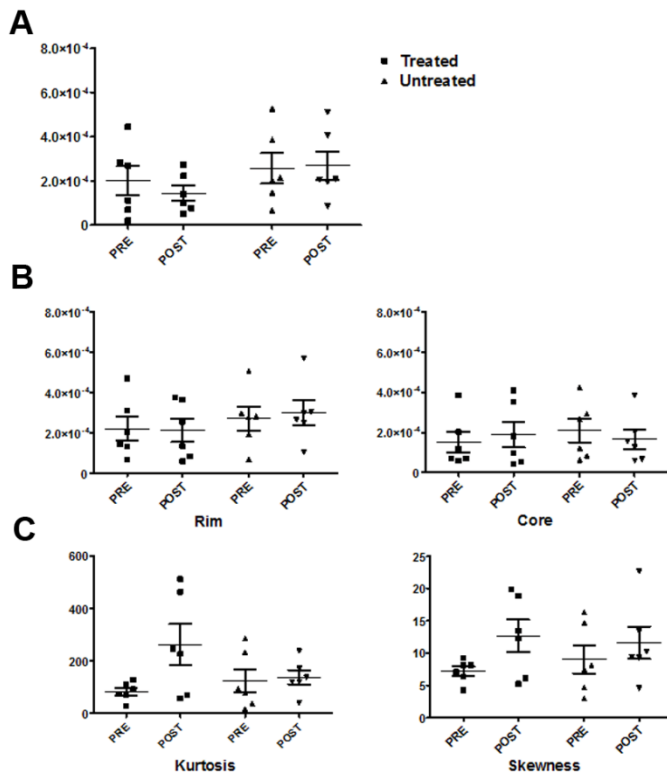 A
8.0×10⁻⁴
6.0×10⁻⁴
4.0×10⁻⁴
2.0×10⁻⁴
0
PRE
POST
PRE
POST
Treated
Untreated
B
8.0×10⁻⁴
6.0×10⁻⁴
4.0×10⁻⁴
2.0×10⁻⁴
0
PRE
POST
PRE
POST
Rim
8.0×10⁻⁴
6.0×10⁻⁴
4.0×10⁻⁴
2.0×10⁻⁴
0
PRE
POST
PRE
POST
Core
C
600
400
200
0
PRE
POST
PRE
POST
Kurtosis
25
20
15
10
5
0
PRE
POST
PRE
POST
Skewness